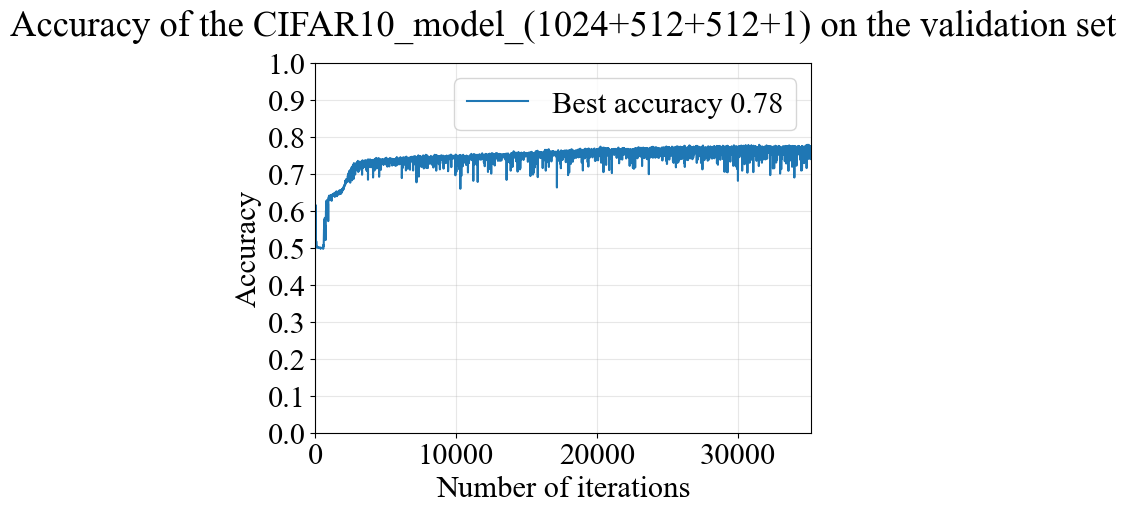 Accuracy of the CIFAR10_model_(1024+512+512+1) on the validation set
Best accuracy 0.78
Accuracy
1.0
0.9
0.8
0.7
0.6
0.5
0.4
0.3
0.2
0.1
0.0
0 10000 20000 30000
Number of iterations